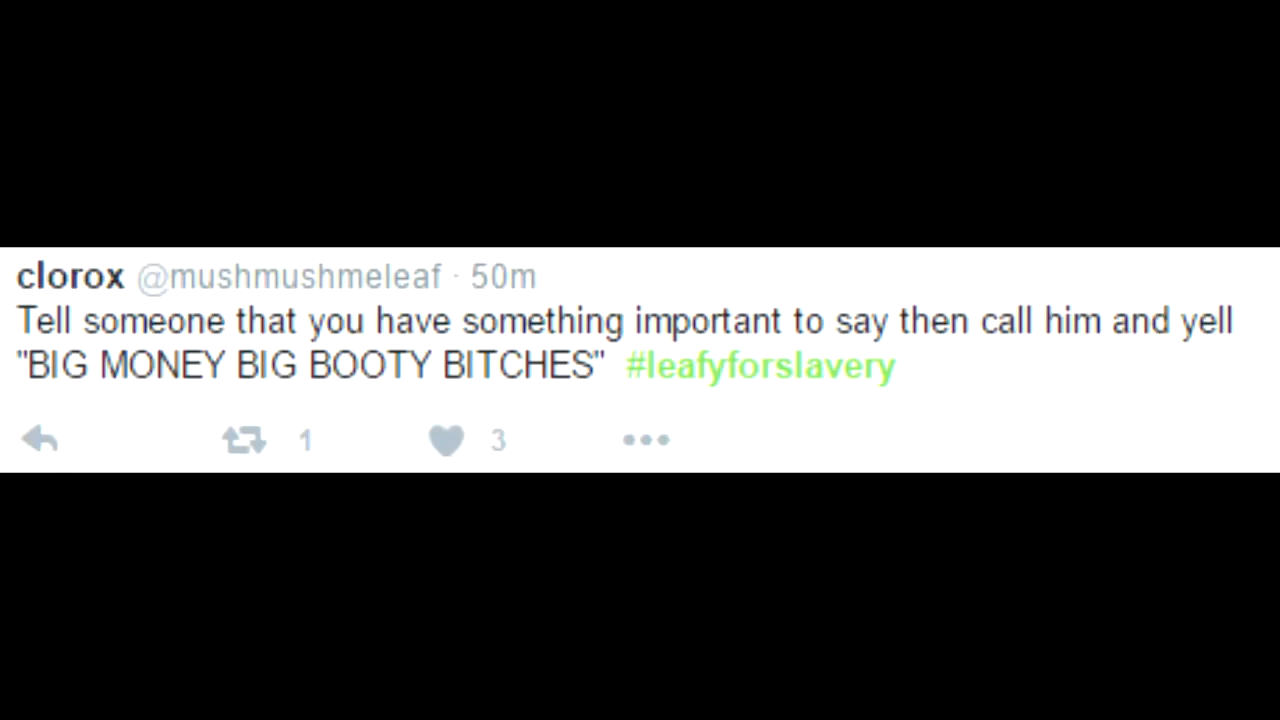 clorox @mushmushmeleaf · 50m
Tell someone that you have something important to say then call him and yell
"BIG MONEY BIG BOOTY BITCHES" #leafyforslavery
1 3